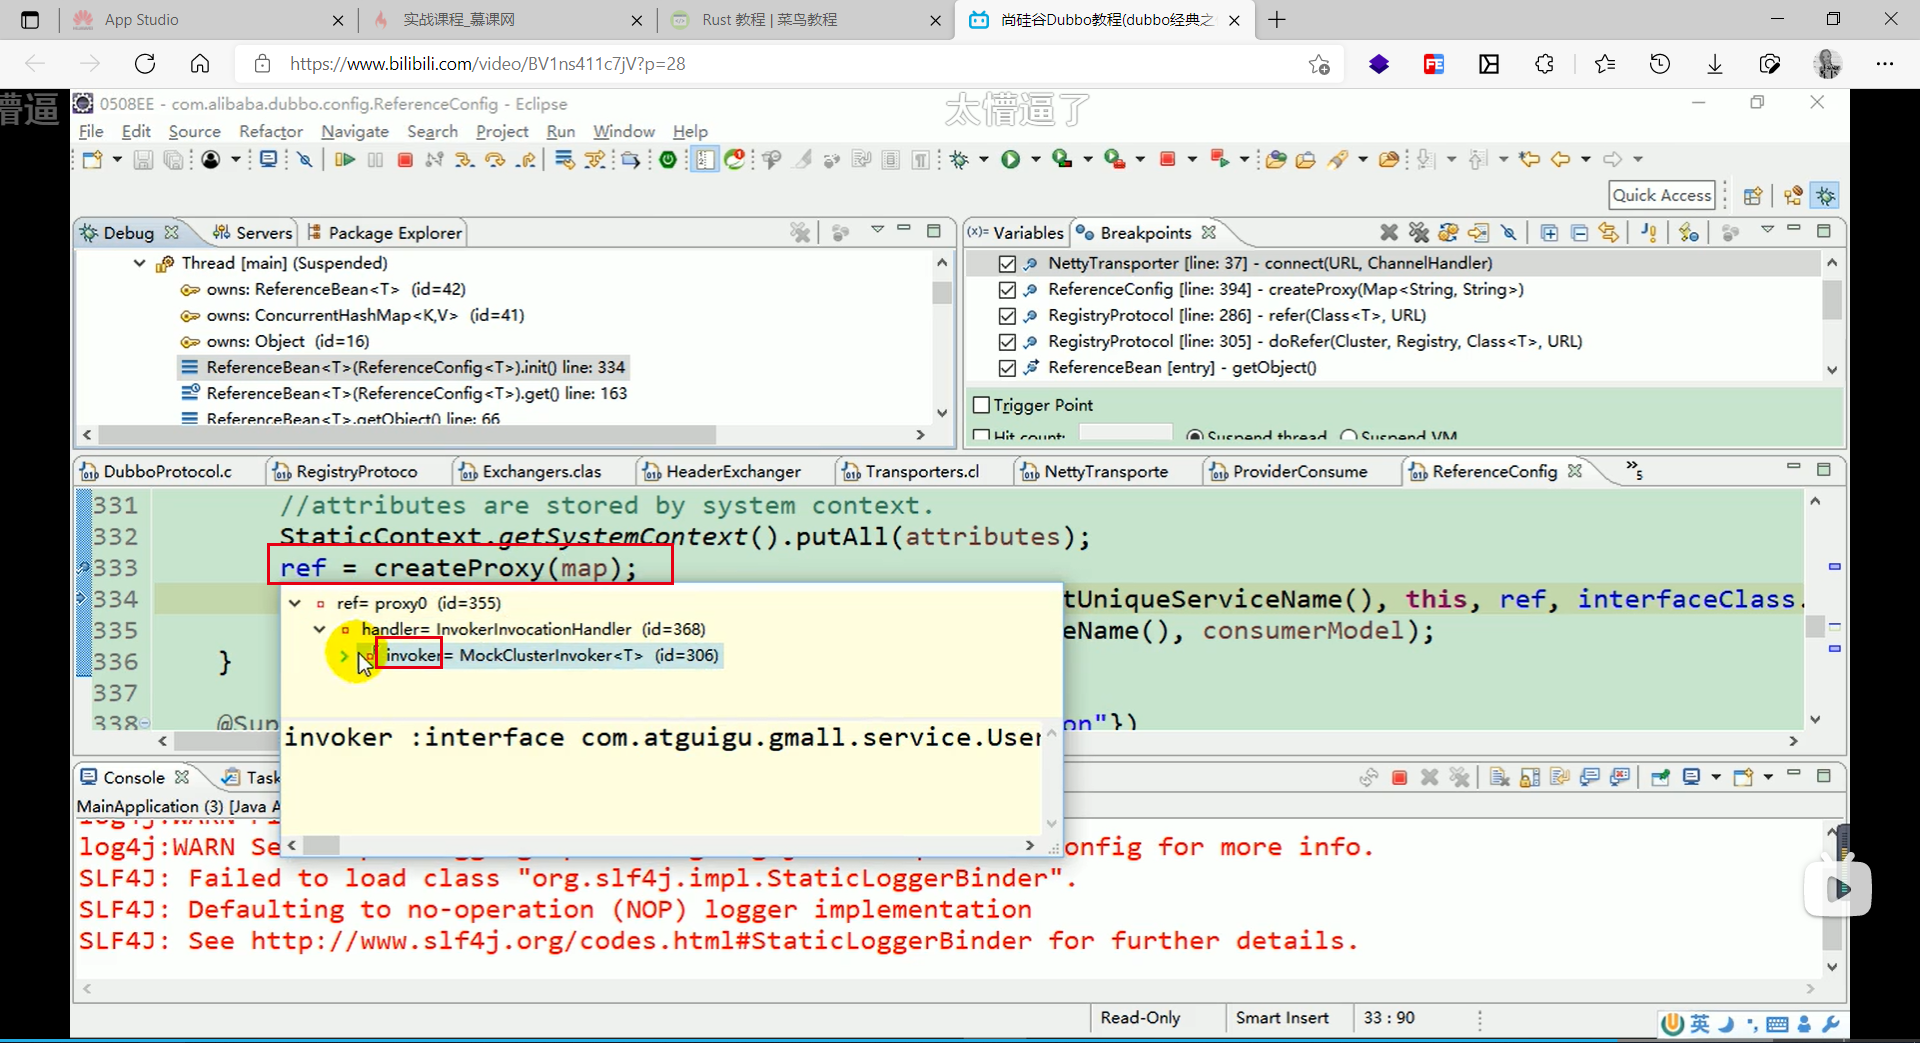 App Studio
实战课程_慕课网
Rust 教程 | 菜鸟教程
尚硅谷Dubbo教程(dubbo经典之
https://www.bilibili.com/video/BV1ns411c7jV?p=28
懵逼
太懵逼了
0508EE - com.alibaba.dubbo.config.ReferenceConfig - Eclipse
File Edit Source Refactor Navigate Search Project Run Window Help
Quick Access
Debug Servers Package Explorer
(x)= Variables Breakpoints
Thread [main] (Suspended)
owns: ReferenceBean<T> (id=42)
owns: ConcurrentHashMap<K,V> (id=41)
owns: Object (id=16)
ReferenceBean<T>(ReferenceConfig<T>).init() line: 334
ReferenceBean<T>(ReferenceConfig<T>).get() line: 163
ReferenceBean<T>.getObject() line: 66
NettyTransporter [line: 37] - connect(URL, ChannelHandler)
ReferenceConfig [line: 394] - createProxy(Map<String, String>)
RegistryProtocol [line: 286] - refer(Class<T>, URL)
RegistryProtocol [line: 305] - doRefer(Cluster, Registry, Class<T>, URL)
ReferenceBean [entry] - getObject()
Trigger Point
Hit count: Suspend thread Suspend VM
DubboProtocol.c RegistryProtoco Exchangers.clas HeaderExchanger Transporters.cl NettyTransporte ProviderConsume ReferenceConfig »5
331 //attributes are stored by system context.
332 StaticContext.getSystemContext().putAll(attributes);
333 ref = createProxy(map);
334 tUniqueServiceName(), this, ref, interfaceClass.
335 eName(), consumerModel);
336 }
337
338 @Sup on"})
ref= proxy0 (id=355)
handler= InvokerInvocationHandler (id=368)
invoker= MockClusterInvoker<T> (id=306)
invoker :interface com.atguigu.gmall.service.User
Console Task
MainApplication (3) [Java A
log4j:WARN Se onfig for more info.
SLF4J: Failed to load class "org.slf4j.impl.StaticLoggerBinder".
SLF4J: Defaulting to no-operation (NOP) logger implementation
SLF4J: See http://www.slf4j.org/codes.html#StaticLoggerBinder for further details.
Read-Only Smart Insert 33 : 90
英